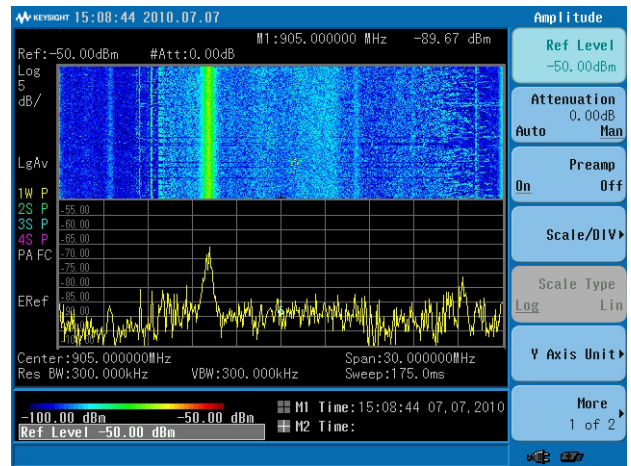 KEYSIGHT 15:08:44 2010.07.07
Amplitude
M1:905.000000 MHz -89.67 dBm
Ref:-50.00dBm #Att:0.00dB
Log
5
dB/
LgAv
1W P
2S P
3S P
4S P
PA FC
ERef
-55.00
-60.00
-65.00
-70.00
-75.00
-80.00
-85.00
Center:905.000000MHz Span:30.000000MHz
Res BW:300.000kHz VBW:300.000kHz Sweep:175.0ms
-100.00 dBm -50.00 dBm
Ref Level -50.00 dBm
M1 Time:15:08:44 07,07,2010
M2 Time:
Ref Level
-50.00dBm
Attenuation
0.00dB
Auto Man
Preamp
On Off
Scale/DIV
Scale Type
Log Lin
Y Axis Unit
More
1 of 2